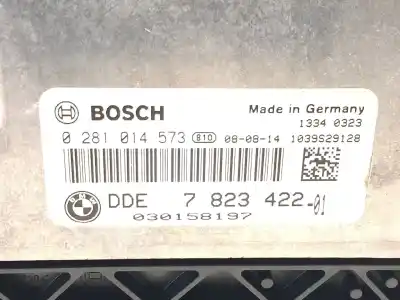 BOSCH
Made in Germany
1334 0323
0 281 014 573 810 08-08-14 1039S29128
DDE 7 823 422-01
030158197
BMW